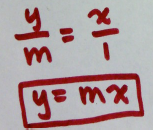 y/m = x/1
y = mx